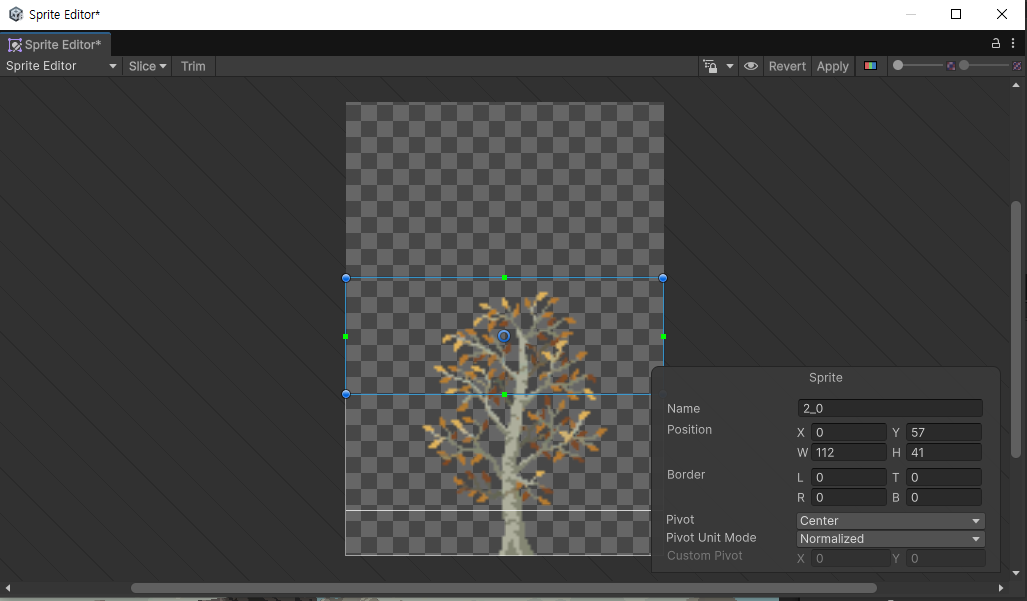 Sprite Editor*
Sprite Editor*
Sprite Editor Slice Trim Revert Apply
Sprite
Name 2_0
Position X 0 Y 57
W 112 H 41
Border L 0 T 0
R 0 B 0
Pivot Center
Pivot Unit Mode Normalized
Custom Pivot X 0 Y 0